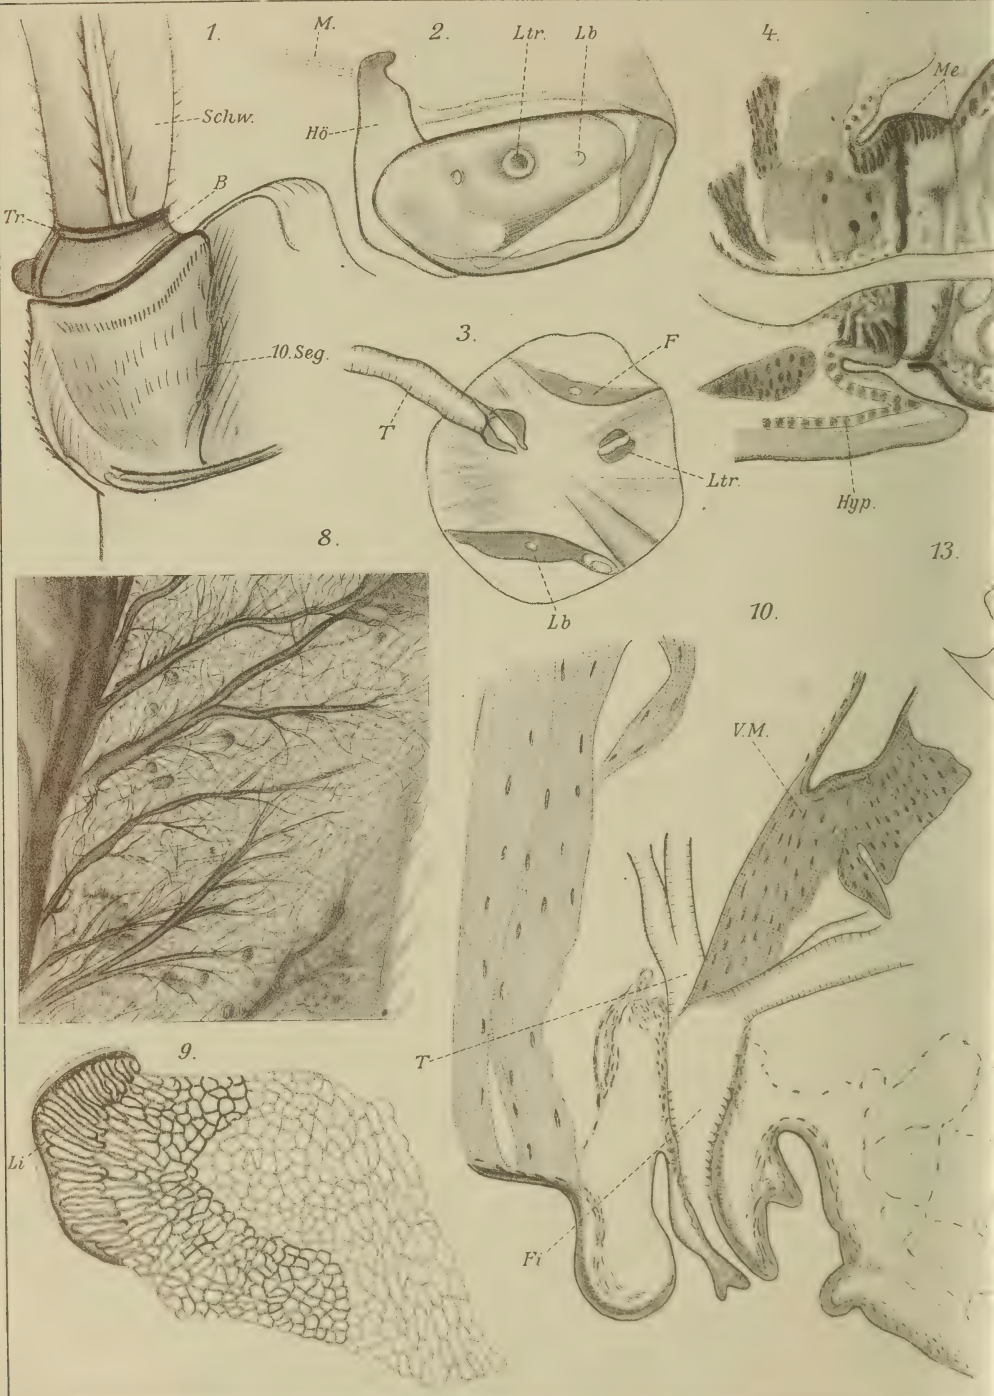 1.
Schw.
B
Tr.
10.Seg.
2.
M.
Ltr.
Lb
Hö
3.
F
T
Ltr.
Lb
4.
Me
Hyp.
8.
13.
10.
V.M.
T
Fi
9.
Li